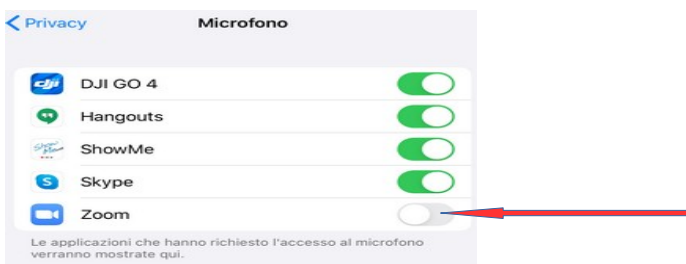 Privacy
Microfono
dji
DJI GO 4
Hangouts
ShowMe
Skype
Zoom
Le applicazioni che hanno richiesto l'accesso al microfono
verranno mostrate qui.